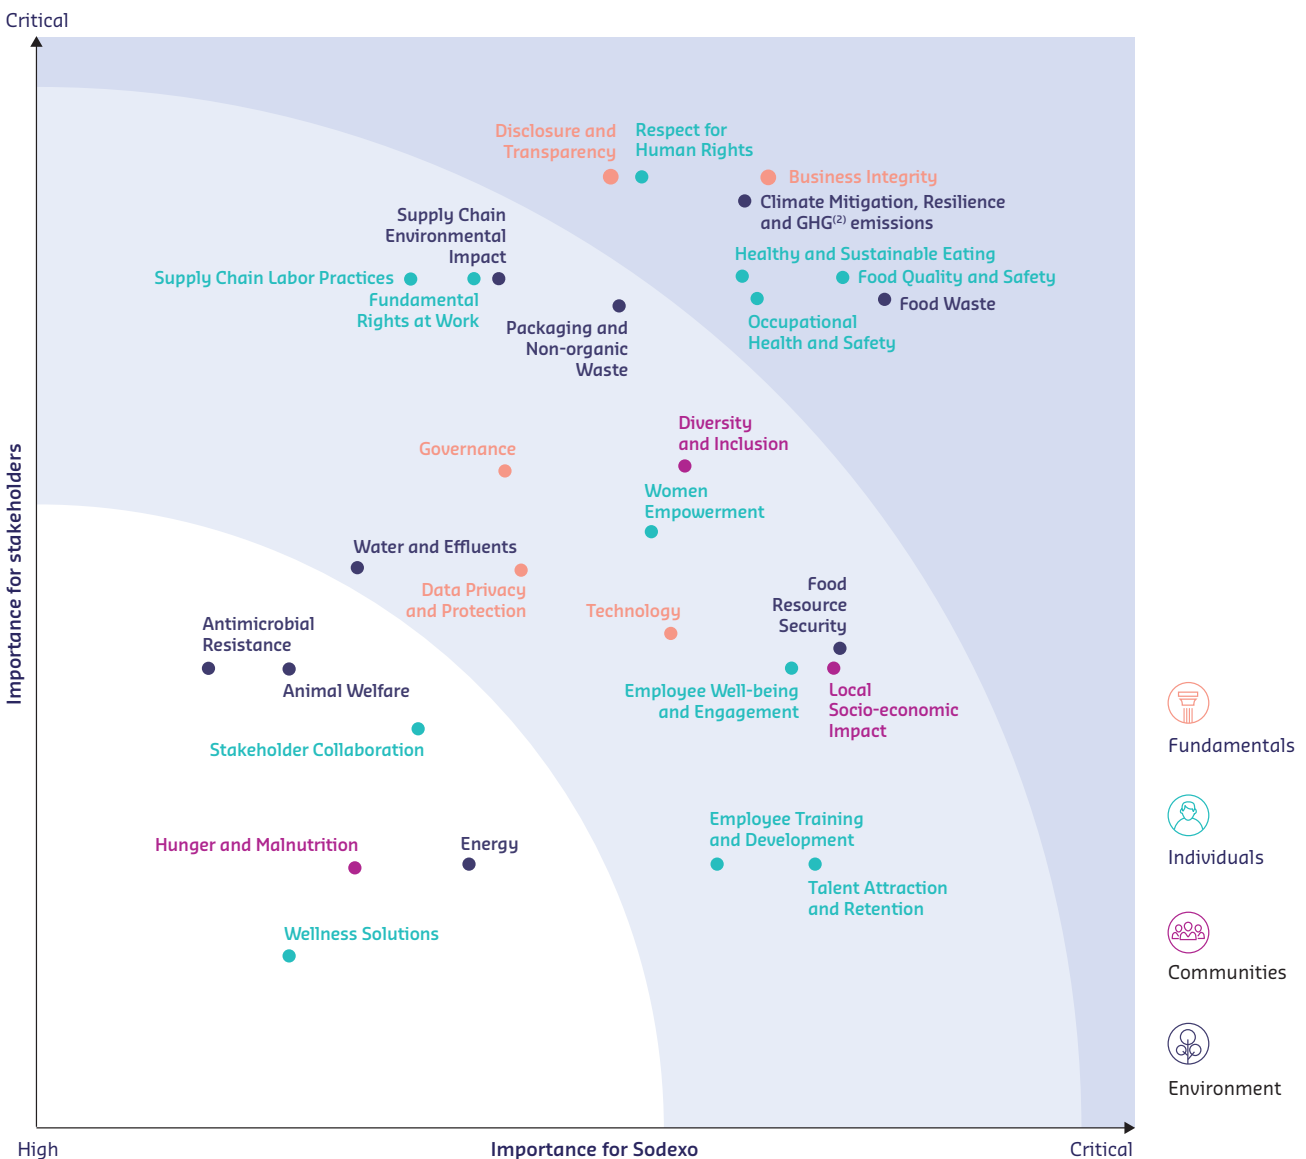 Critical
Disclosure and
Transparency
Respect for
Human Rights
Business Integrity
Climate Mitigation, Resilience
and GHG(2) emissions
Supply Chain
Environmental
Impact
Healthy and Sustainable Eating
Supply Chain Labor Practices
Food Quality and Safety
Fundamental
Rights at Work
Food Waste
Packaging and
Non-organic
Waste
Occupational
Health and Safety
Diversity
and Inclusion
Governance
Women
Empowerment
Water and Effluents
Data Privacy
and Protection
Technology
Food
Resource
Security
Antimicrobial
Resistance
Animal Welfare
Employee Well-being
and Engagement
Local
Socio-economic
Impact
Stakeholder Collaboration
Employee Training
and Development
Hunger and Malnutrition
Energy
Talent Attraction
and Retention
Wellness Solutions
Importance for stakeholders
High
Importance for Sodexo
Critical
Fundamentals
Individuals
Communities
Environment